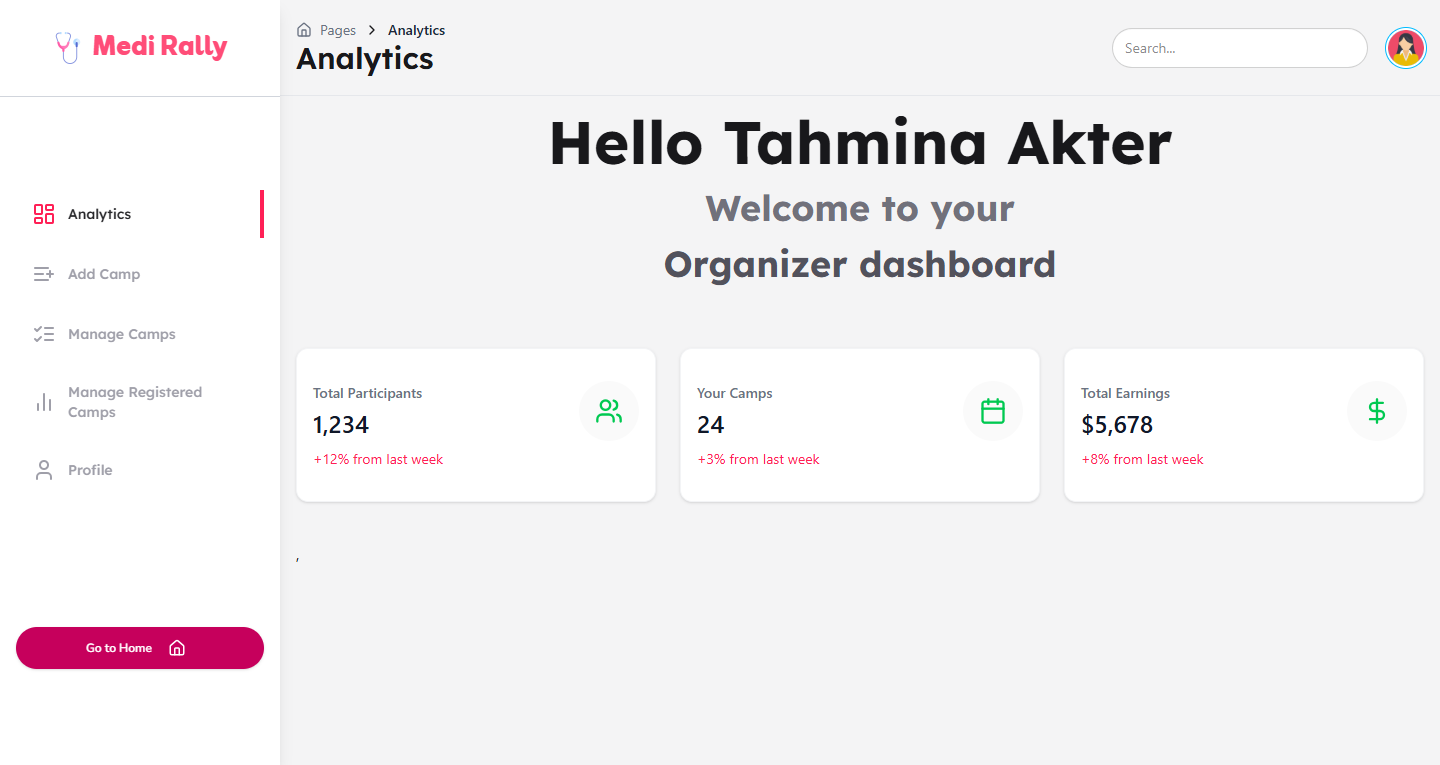 Medi Rally
Pages
Analytics
Analytics
Search...
Hello Tahmina Akter
Welcome to your
Organizer dashboard
Analytics
Add Camp
Manage Camps
Manage Registered
Camps
Profile
Go to Home
Total Participants
1,234
+12% from last week
Your Camps
24
+3% from last week
Total Earnings
$5,678
+8% from last week
,